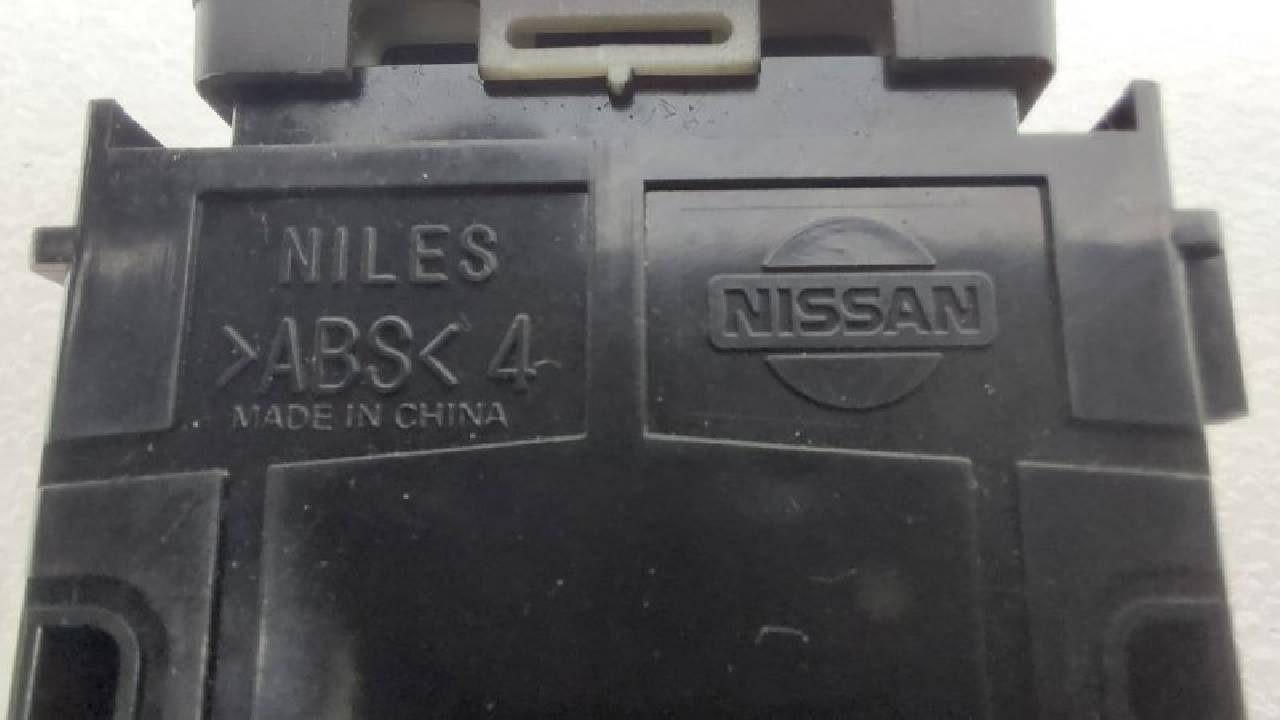 NILES
>ABS< 4
MADE IN CHINA
NISSAN